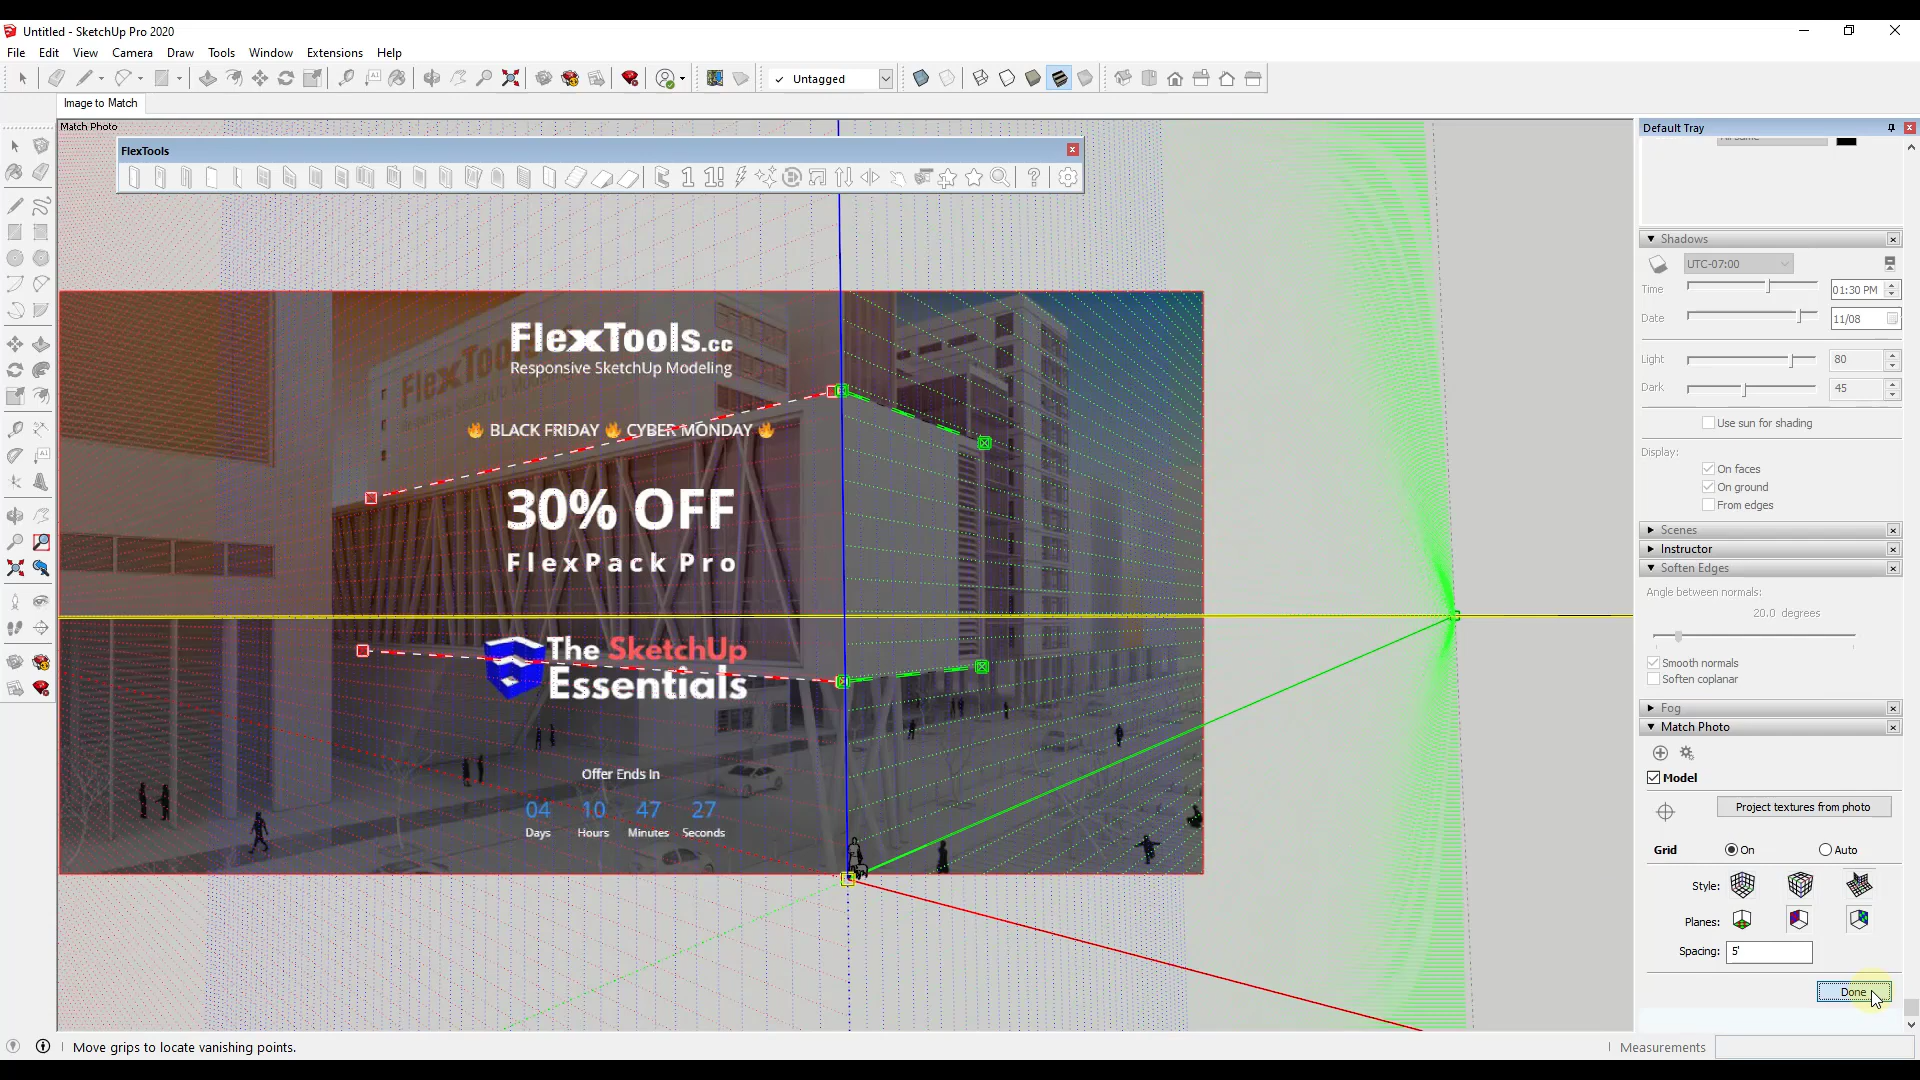 Untitled - SketchUp Pro 2020
File Edit View Camera Draw Tools Window Extensions Help
Untagged
Image to Match
Match Photo
FlexTools
1 1! ?
FlexTools.cc
Responsive SketchUp Modeling
FlexTools
BLACK FRIDAY CYBER MONDAY
30% OFF
FlexPack Pro
The SketchUp
Essentials
Offer Ends In
04 10 47 27
Days Hours Minutes Seconds
Default Tray
Shadows
UTC-07:00
Time 01:30 PM
Date 11/08
Light 80
Dark 45
Use sun for shading
Display:
On faces
On ground
From edges
Scenes
Instructor
Soften Edges
Angle between normals:
20.0 degrees
Smooth normals
Soften coplanar
Fog
Match Photo
Model
Project textures from photo
Grid On Auto
Style:
Planes:
Spacing: 5'
Done
Move grips to locate vanishing points.
Measurements